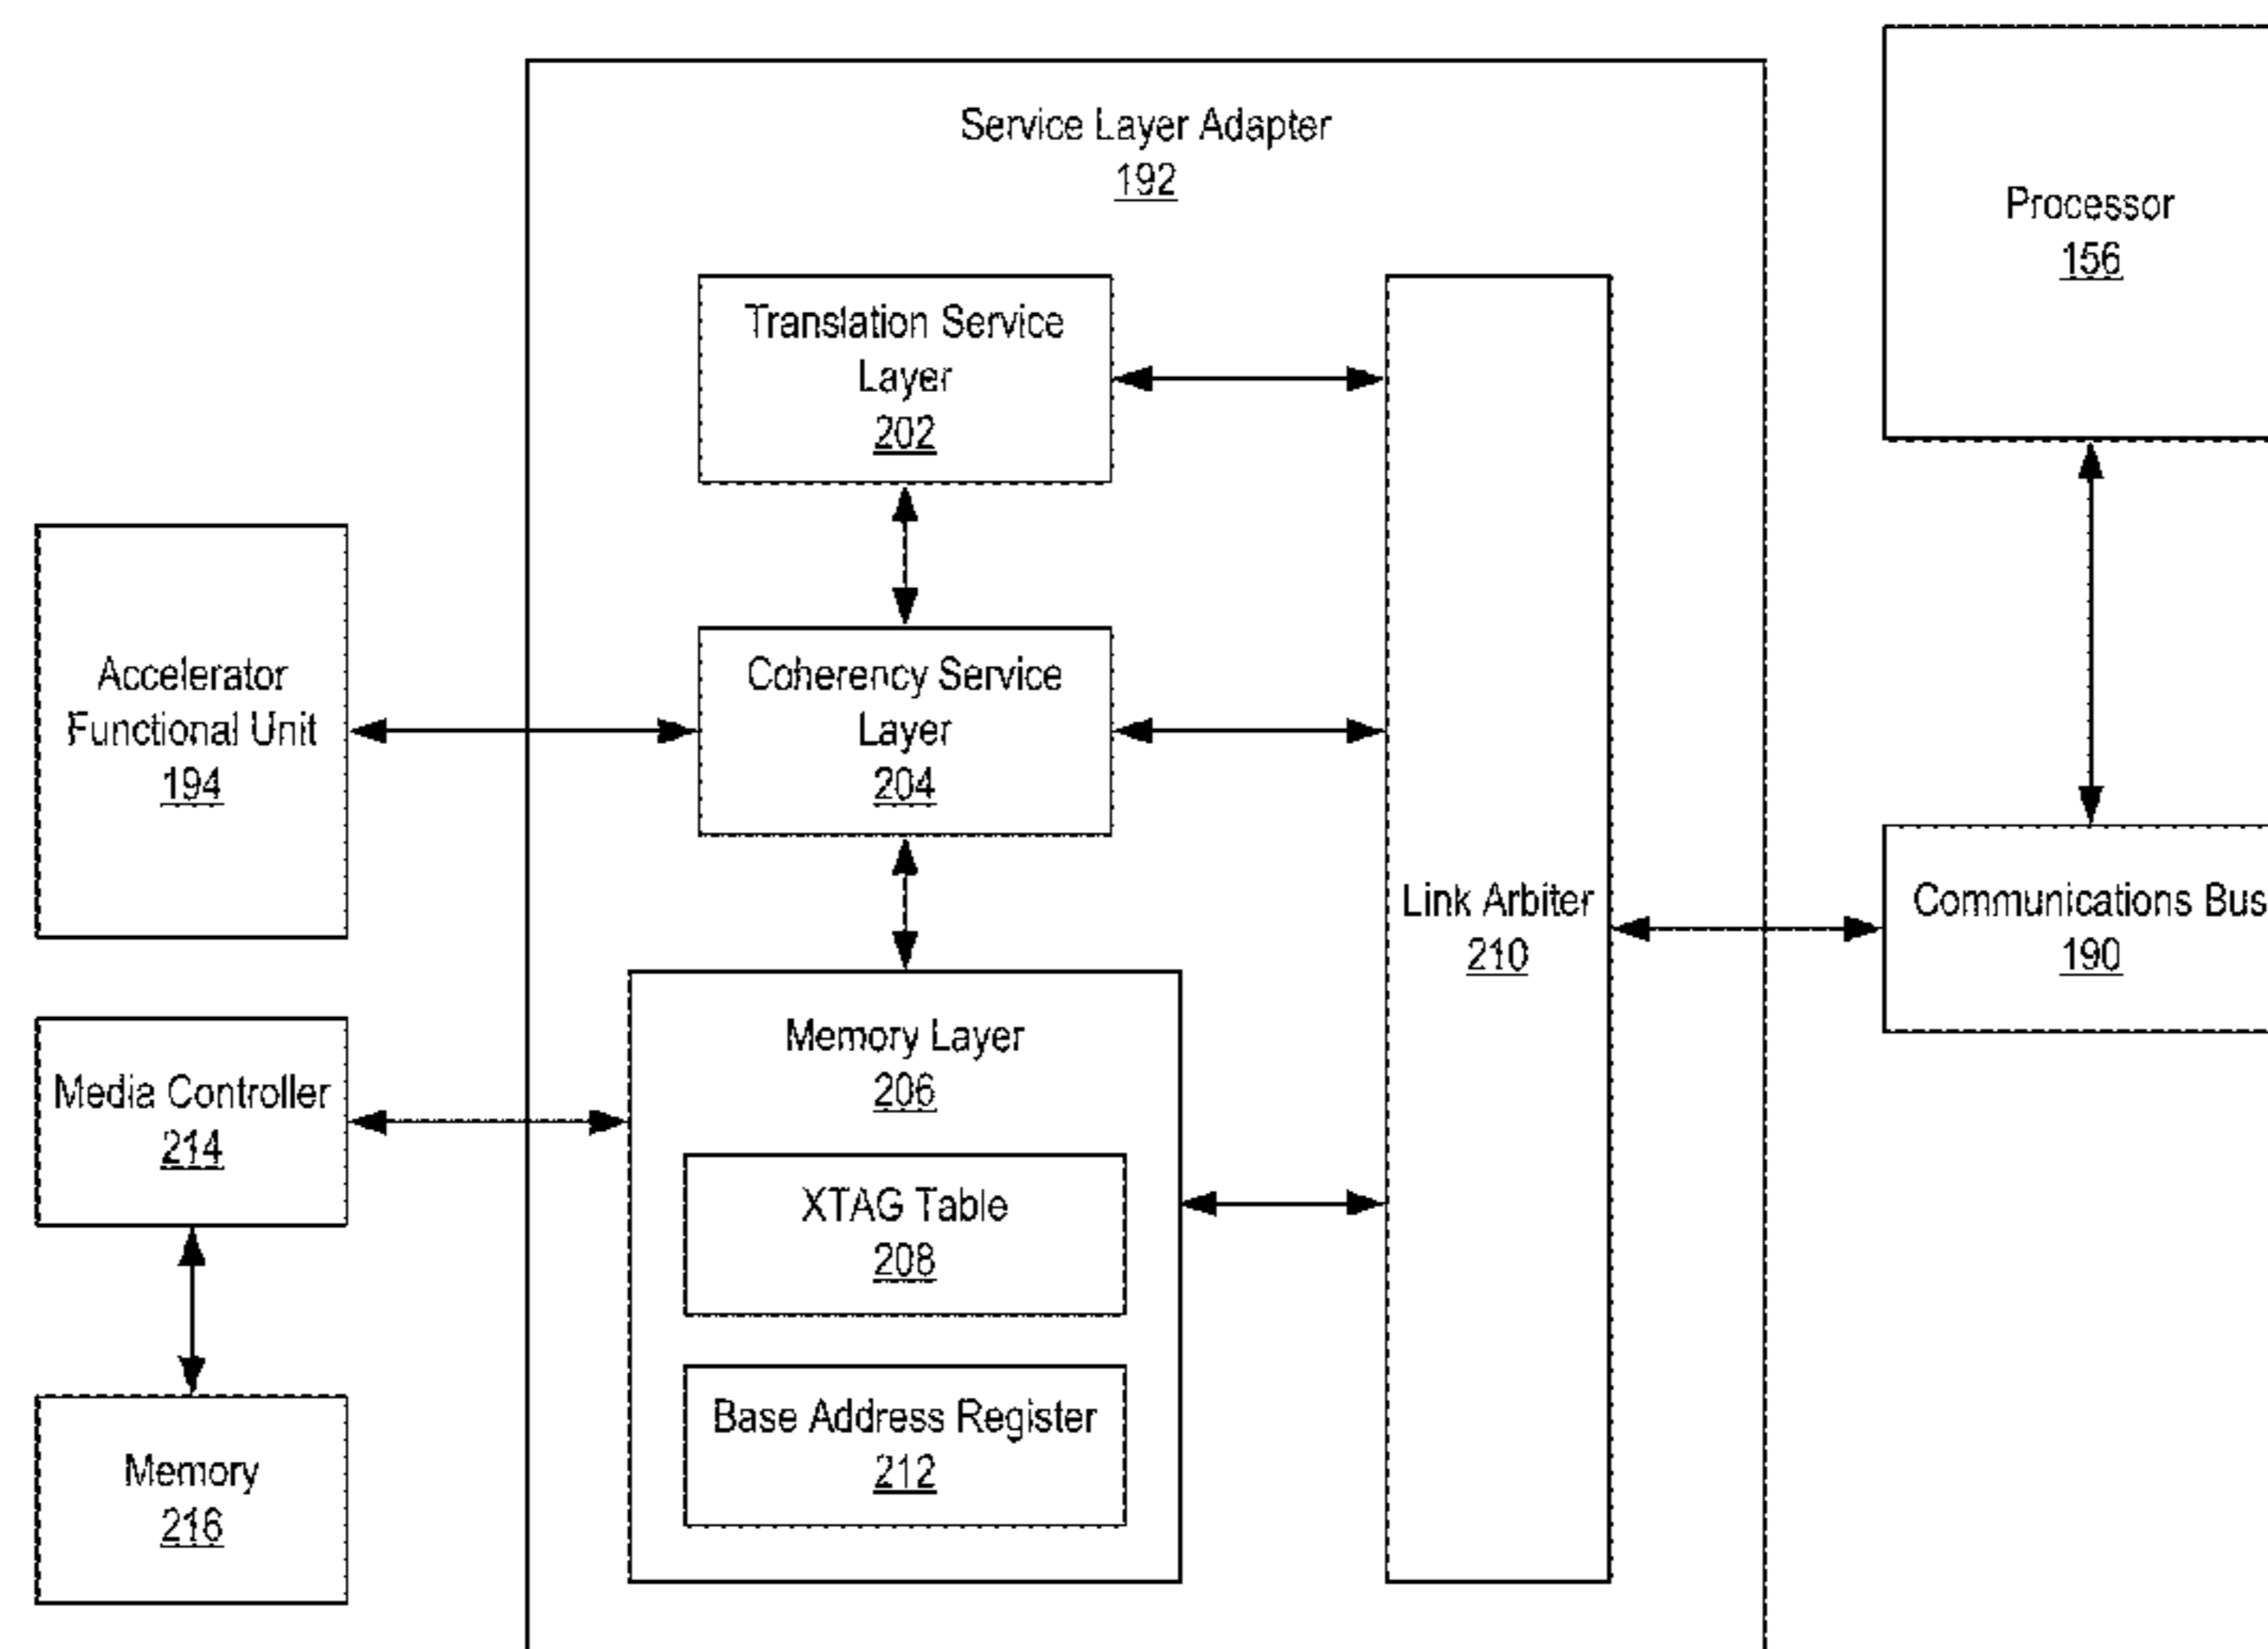 Service Layer Adapter
192
Processor
156
Translation Service
Layer
202
Accelerator
Functional Unit
194
Coherency Service
Layer
204
Link Arbiter
210
Communications Bus
190
Media Controller
214
Memory Layer
206
XTAG Table
208
Base Address Register
212
Memory
216